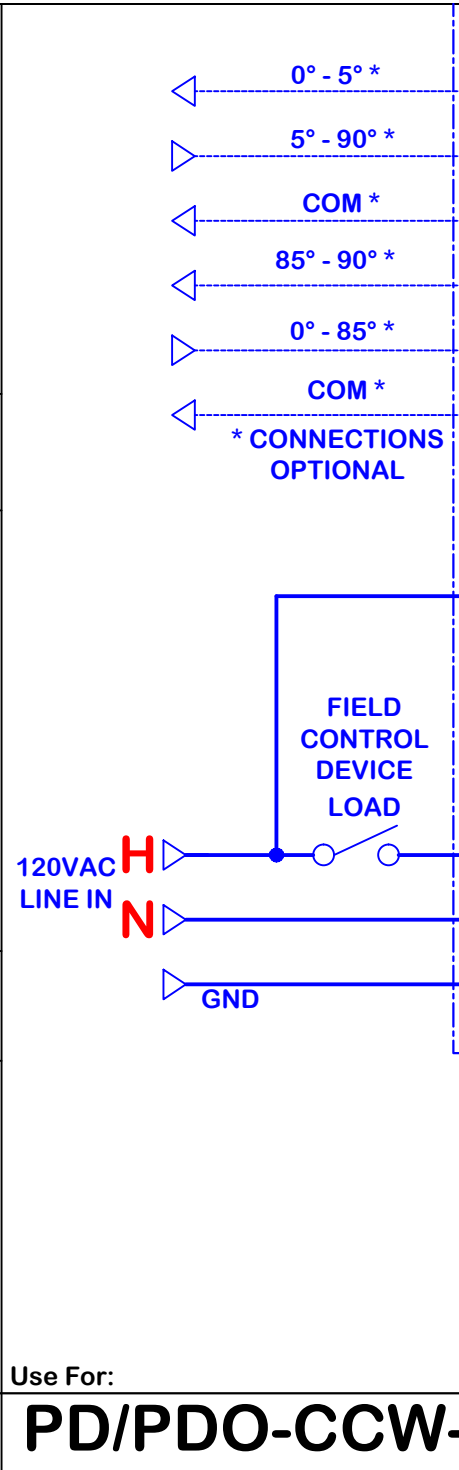 0° - 5° *
5° - 90° *
COM *
85° - 90° *
0° - 85° *
COM *
* CONNECTIONS
OPTIONAL
FIELD
CONTROL
DEVICE
LOAD
120VAC H
LINE IN N
GND
Use For:
PD/PDO-CCW-